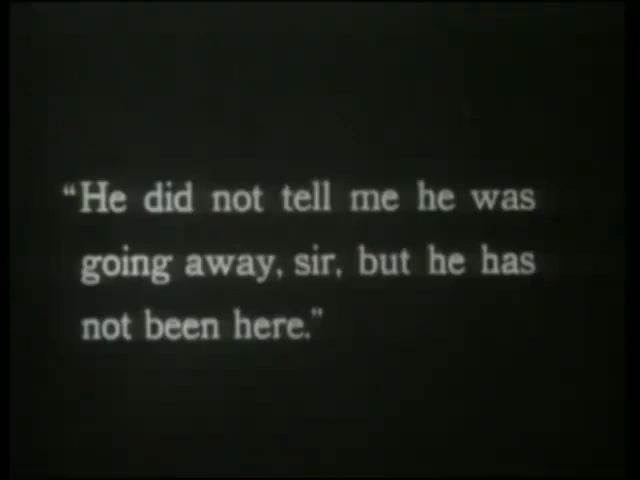 “He did not tell me he was
going away, sir, but he has
not been here.”